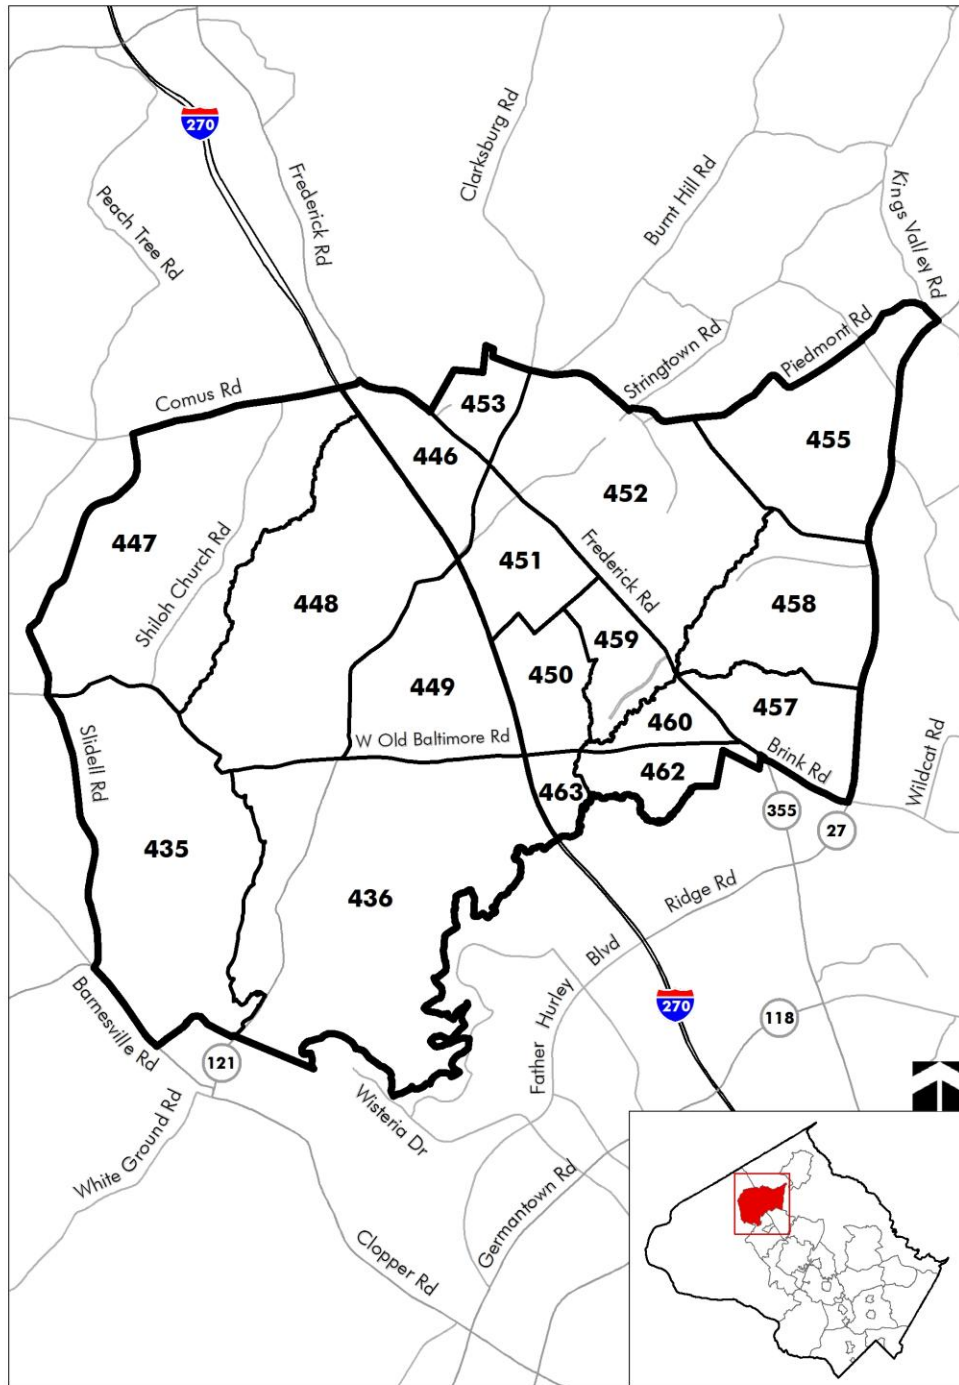 270
Clarksburg Rd
Frederick Rd
Burnt Hill Rd
Kings Valley Rd
Peach Tree Rd
Piedmont Rd
Stringtown Rd
Comus Rd
453
455
446
452
447
451
Shiloh Church Rd
Frederick Rd
448
458
459
450
449
457
460
W Old Baltimore Rd
Slidell Rd
Brink Rd
Wildcat Rd
462
463
355
27
435
436
Ridge Rd
Blvd
Hurley
Father
270
118
Barnesville Rd
121
Wisteria Dr
White Ground Rd
Germantown Rd
Clopper Rd